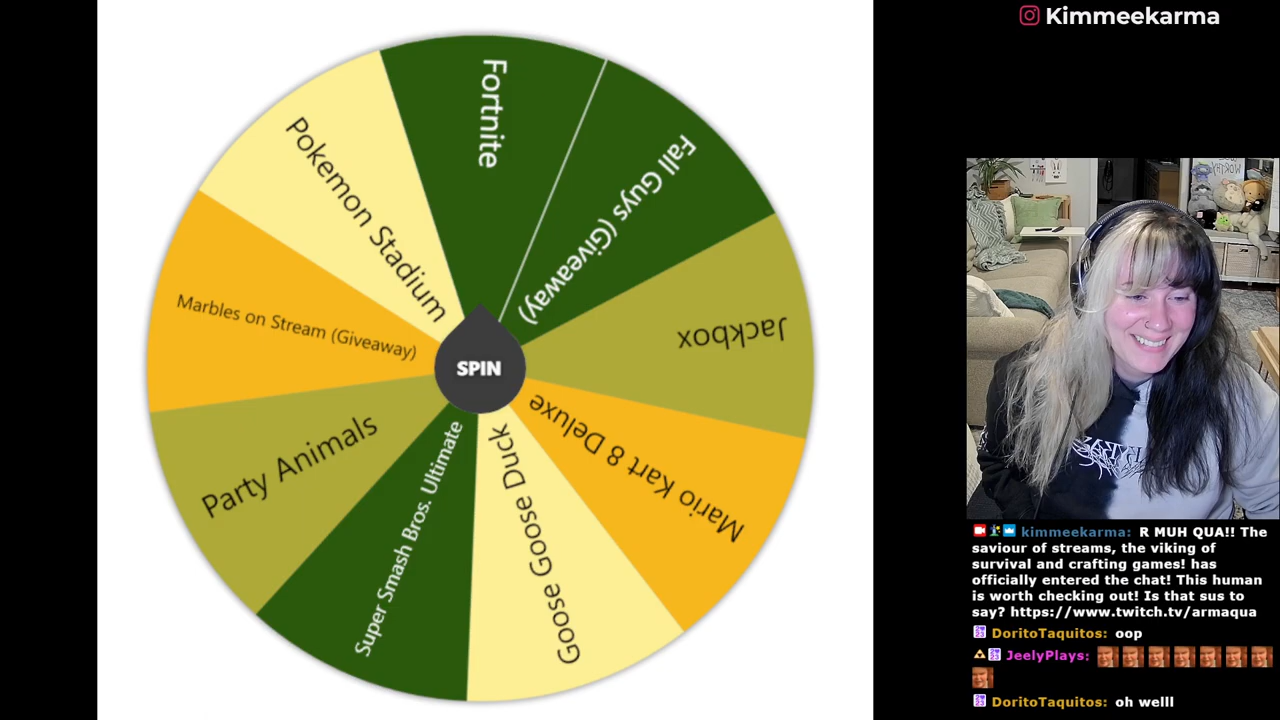 Kimmeekarma
Fortnite
Fall Guys (Giveaway)
Jackbox
Mario Kart 8 Deluxe
Goose Goose Duck
Super Smash Bros. Ultimate
Party Animals
Marbles on Stream (Giveaway)
Pokemon Stadium
SPIN
kimmeekarma: R MUH QUA!! The
saviour of streams, the viking of
survival and crafting games! has
officially entered the chat! This human
is worth checking out! Is that sus to
say? https://www.twitch.tv/armaqua
DoritoTaquitos: oop
JeelyPlays:
DoritoTaquitos: oh welll